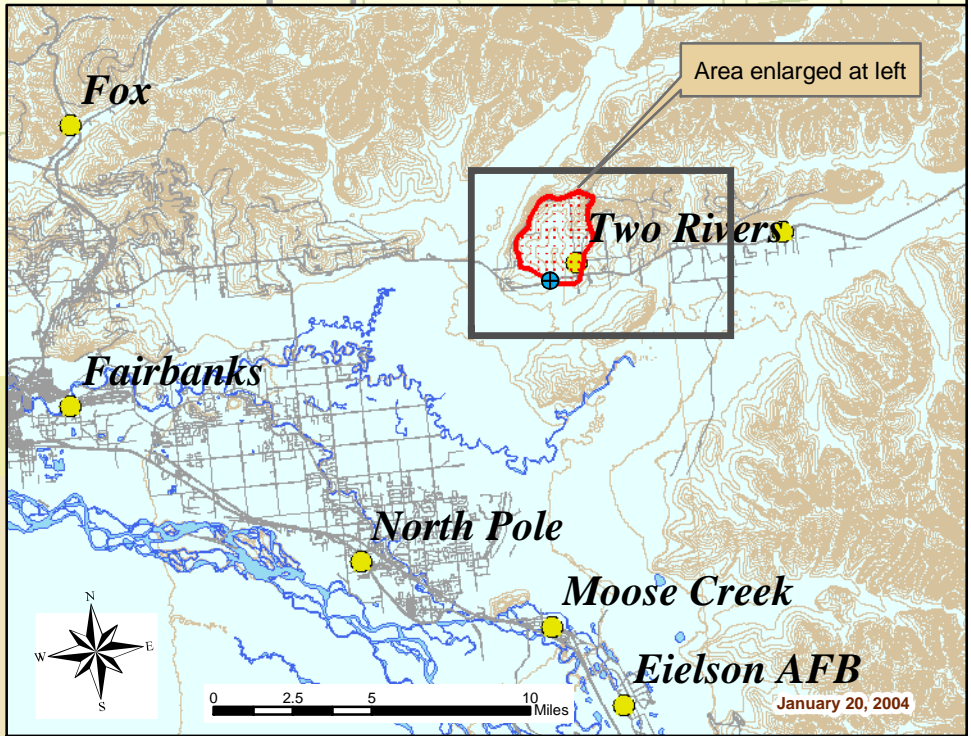 Area enlarged at left
Fox
Two Rivers
Fairbanks
North Pole
Moose Creek
Eielson AFB
N
W E
S
0 2.5 5 10
Miles
January 20, 2004